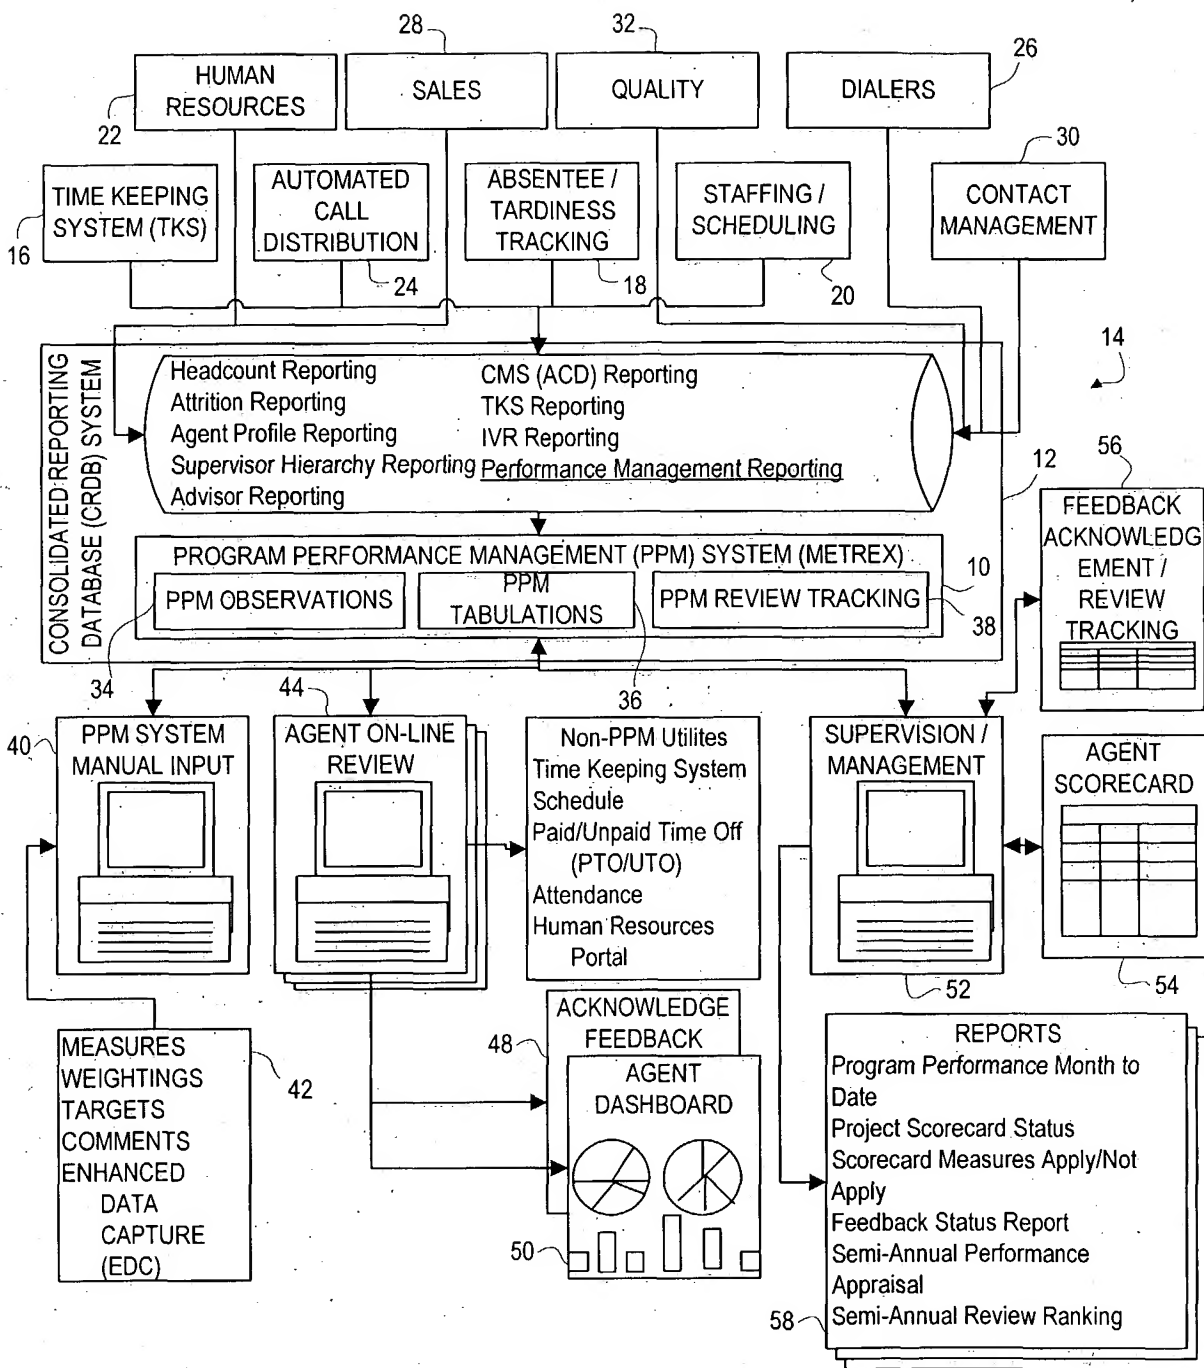 28
32
26
HUMAN
RESOURCES
SALES
QUALITY
DIALERS
22
30
TIME KEEPING
SYSTEM (TKS)
AUTOMATED
CALL
DISTRIBUTION
ABSENTEE /
TARDINESS
TRACKING
STAFFING /
SCHEDULING
CONTACT
MANAGEMENT
16
24
18
20
14
CONSOLIDATED REPORTING
DATABASE (CRDB) SYSTEM
Headcount Reporting
Attrition Reporting
Agent Profile Reporting
Supervisor Hierarchy Reporting
Advisor Reporting
CMS (ACD) Reporting
TKS Reporting
IVR Reporting
Performance Management Reporting
12
PROGRAM PERFORMANCE MANAGEMENT (PPM) SYSTEM (METREX)
10
PPM OBSERVATIONS
PPM
TABULATIONS
PPM REVIEW TRACKING
38
34
36
56
FEEDBACK
ACKNOWLEDG
EMENT /
REVIEW
TRACKING
44
40
PPM SYSTEM
MANUAL INPUT
AGENT ON-LINE
REVIEW
Non-PPM Utilites
Time Keeping System
Schedule
Paid/Unpaid Time Off
(PTO/UTO)
Attendance
Human Resources
Portal
SUPERVISION /
MANAGEMENT
52
AGENT
SCORECARD
54
MEASURES
WEIGHTINGS
TARGETS
COMMENTS
ENHANCED
DATA
CAPTURE
(EDC)
42
ACKNOWLEDGE
FEEDBACK
48
AGENT
DASHBOARD
50
REPORTS
Program Performance Month to
Date
Project Scorecard Status
Scorecard Measures Apply/Not
Apply
Feedback Status Report
Semi-Annual Performance
Appraisal
Semi-Annual Review Ranking
58